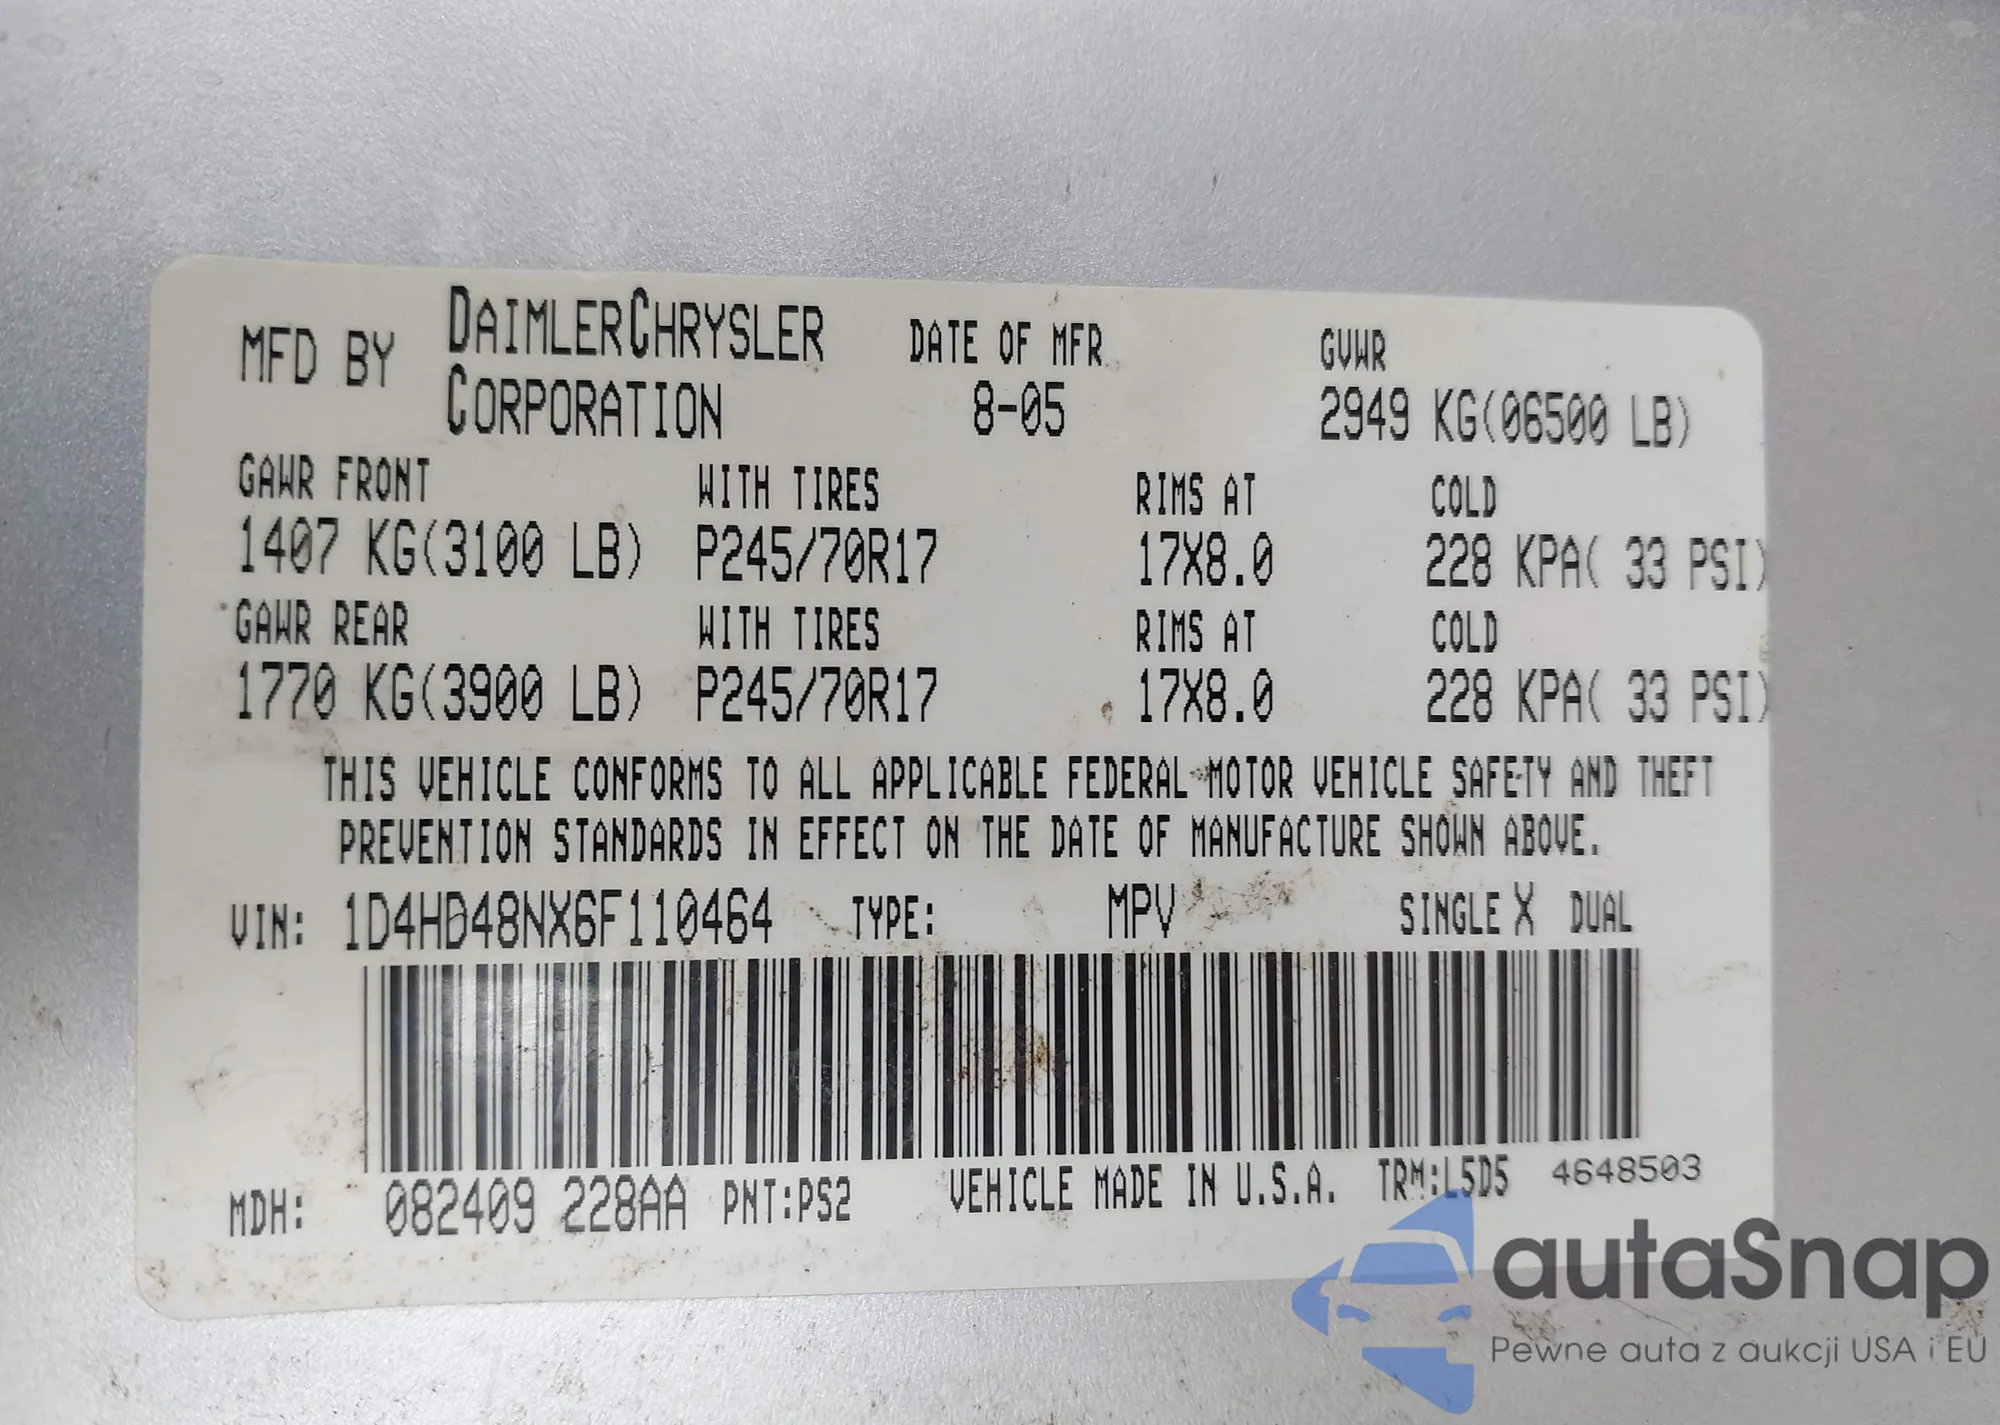 MFD BY DAIMLERCHRYSLER CORPORATION DATE OF MFR 8-05 GVWR 2949 KG(06500 LB)
GAWR FRONT WITH TIRES RIMS AT COLD
1407 KG(3100 LB) P245/70R17 17X8.0 228 KPA( 33 PSI)
GAWR REAR WITH TIRES RIMS AT COLD
1770 KG(3900 LB) P245/70R17 17X8.0 228 KPA( 33 PSI)
THIS VEHICLE CONFORMS TO ALL APPLICABLE FEDERAL MOTOR VEHICLE SAFETY AND THEFT
PREVENTION STANDARDS IN EFFECT ON THE DATE OF MANUFACTURE SHOWN ABOVE.
VIN: 1D4HD48NX6F110464 TYPE: MPV SINGLE X DUAL
MDH: 082409 228AA PNT:PS2 VEHICLE MADE IN U.S.A. TRM:L5D5 4648503
autaSnap
Pewne auta z aukcji USA i EU